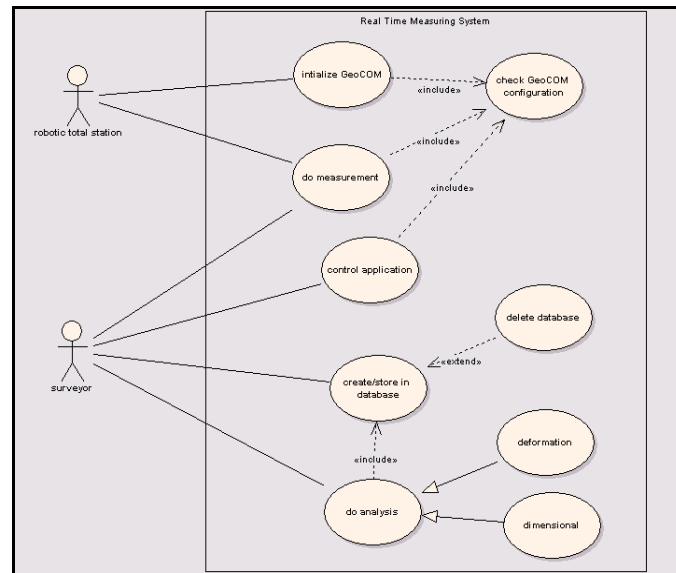 Real Time Measuring System
intialize GeoCOM
check GeoCOM
configuration
«include»
robotic total station
«include»
do measurement
«include»
control application
delete database
«extend»
surveyor
create/store in
database
deformation
«include»
do analysis
dimensional